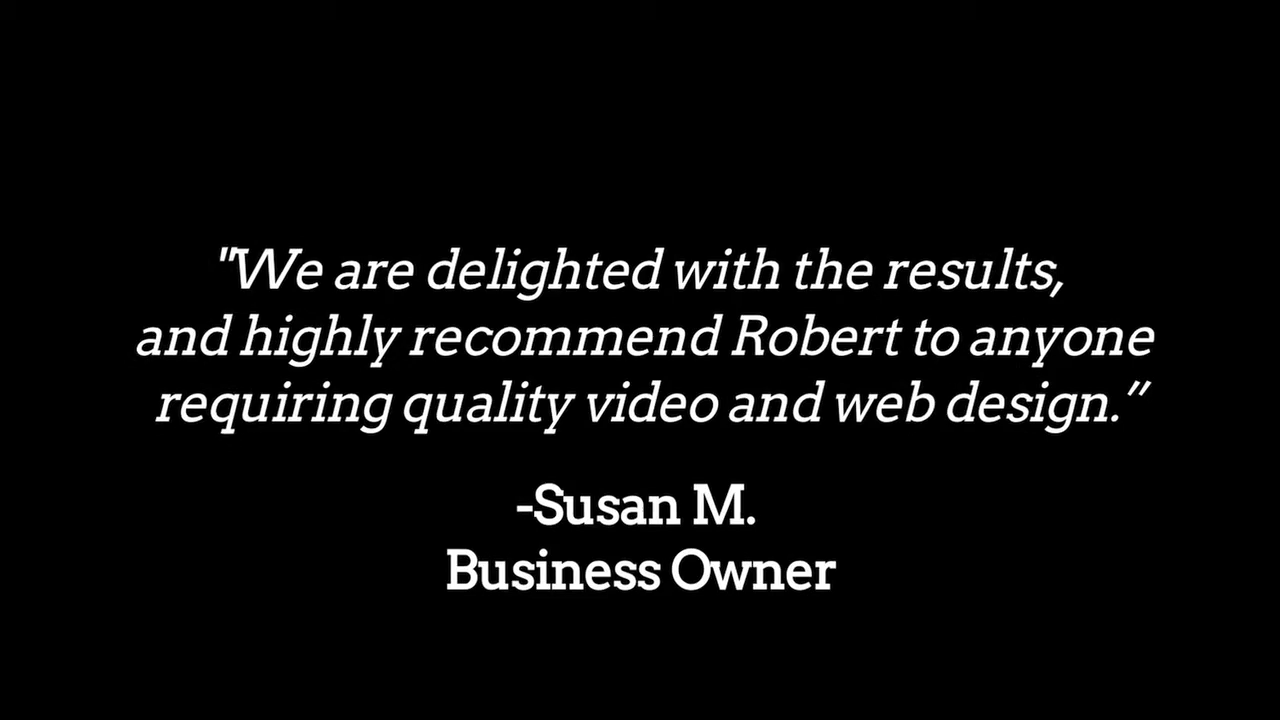 "We are delighted with the results,
and highly recommend Robert to anyone
requiring quality video and web design.”
-Susan M.
Business Owner